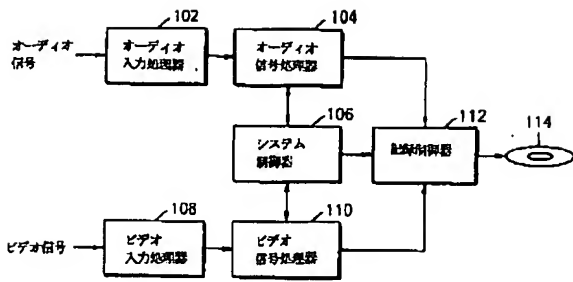 102
104
オーディオ
信号
オーディオ
入力処理器
オーディオ
信号処理器
106
112
114
システム
制御器
記録制御器
108
110
ビデオ信号
ビデオ
入力処理器
ビデオ
信号処理器